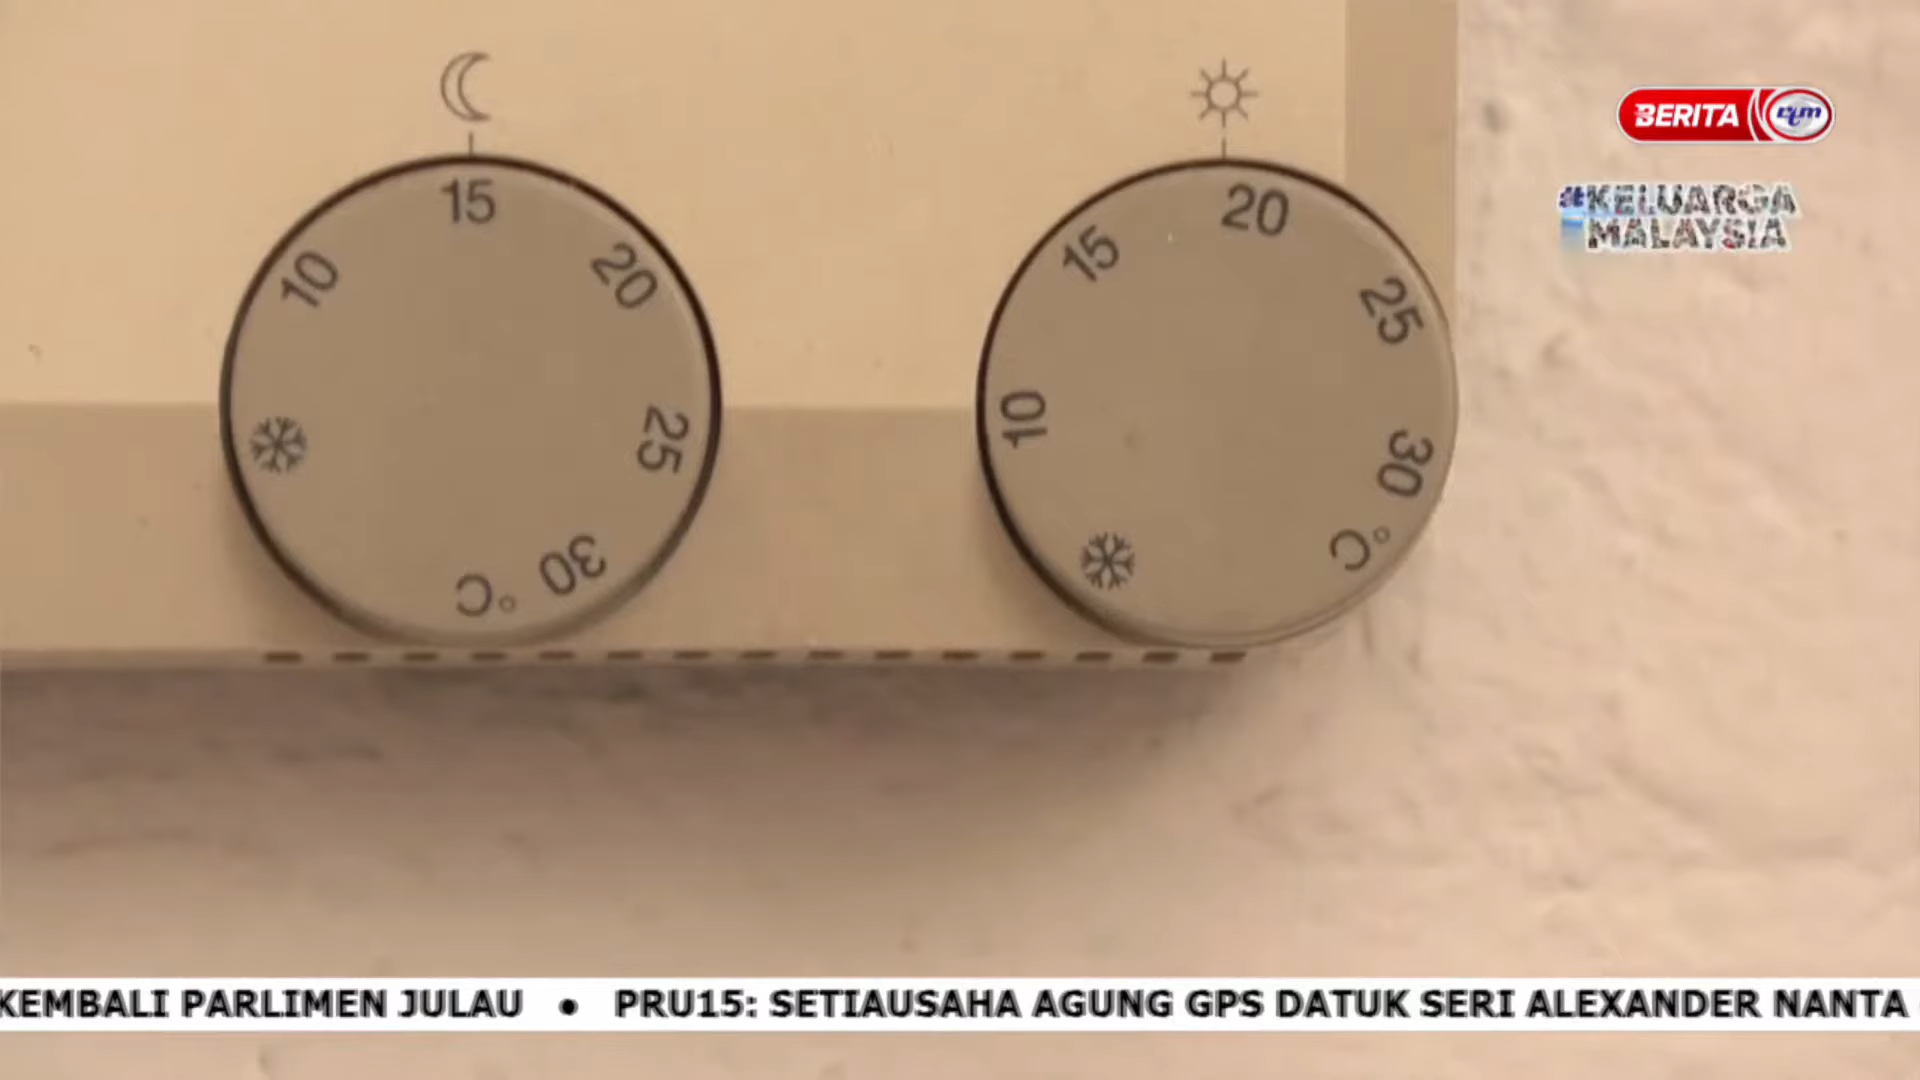 BERITA rtm
#KELUARGA
MALAYSIA
15
10
20
25
30
°C
20
15
25
10
30
°C
KEMBALI PARLIMEN JULAU • PRU15: SETIAUSAHA AGUNG GPS DATUK SERI ALEXANDER NANTA